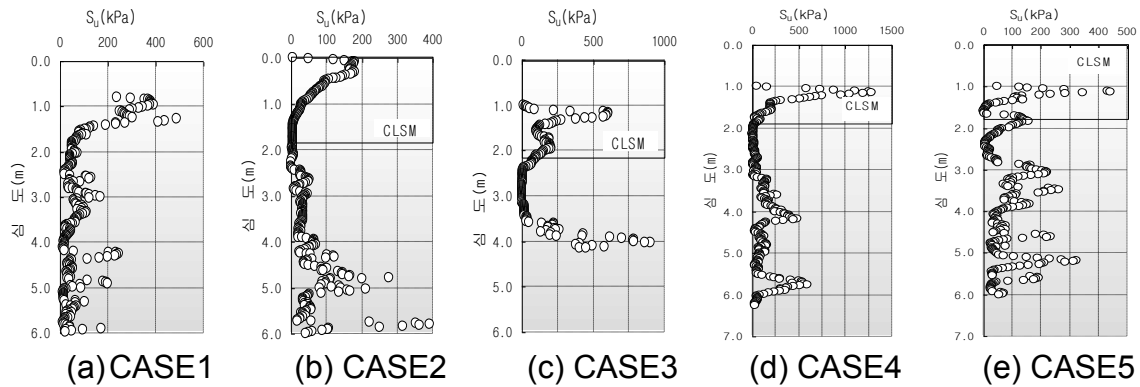 Su(kPa)
0 200 400 600
0.0
1.0
2.0
3.0
4.0
5.0
6.0
심 도(m)
(a) CASE1
Su(kPa)
0 100 200 300 400
0.0
1.0
2.0
3.0
4.0
5.0
6.0
심 도(m)
CLSM
(b) CASE2
Su(kPa)
0 500 1000
0.0
1.0
2.0
3.0
4.0
5.0
6.0
심 도(m)
CLSM
(c) CASE3
Su(kPa)
0 500 1000 1500
0.0
1.0
2.0
3.0
4.0
5.0
6.0
7.0
심 도(m)
CLSM
(d) CASE4
Su(kPa)
0 100 200 300 400 500
0.0
1.0
2.0
3.0
4.0
5.0
6.0
7.0
심 도(m)
CLSM
(e) CASE5